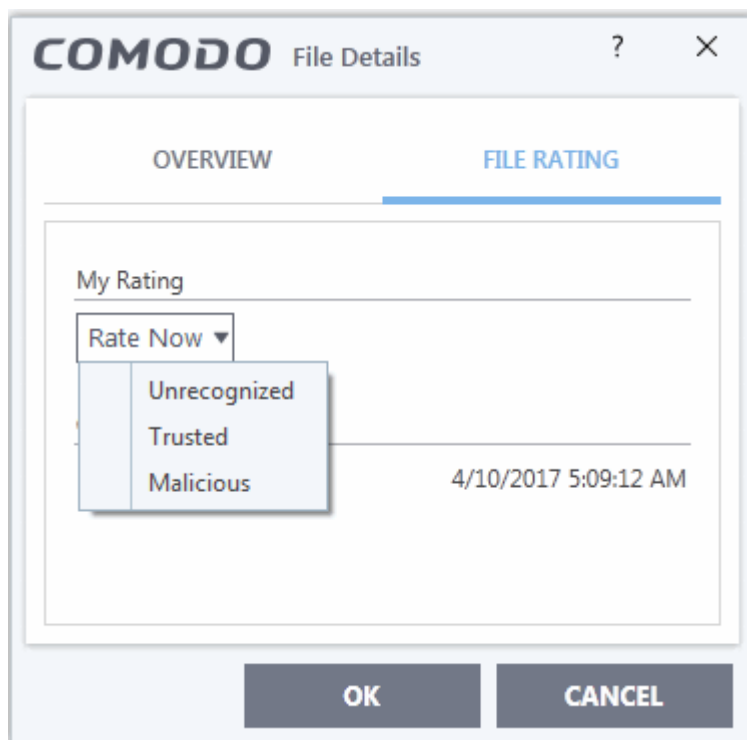 COMODO File Details ? ×
OVERVIEW FILE RATING
My Rating
Rate Now
Unrecognized
Trusted
Malicious 4/10/2017 5:09:12 AM
OK CANCEL